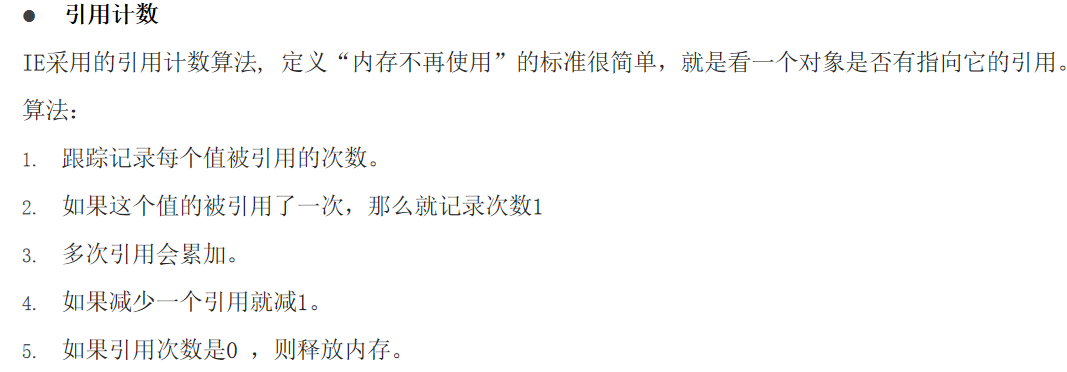 ● 引用计数
IE采用的引用计数算法, 定义“内存不再使用”的标准很简单，就是看一个对象是否有指向它的引用。
算法：
1. 跟踪记录每个值被引用的次数。
2. 如果这个值的被引用了一次，那么就记录次数1
3. 多次引用会累加。
4. 如果减少一个引用就减1。
5. 如果引用次数是0 ，则释放内存。